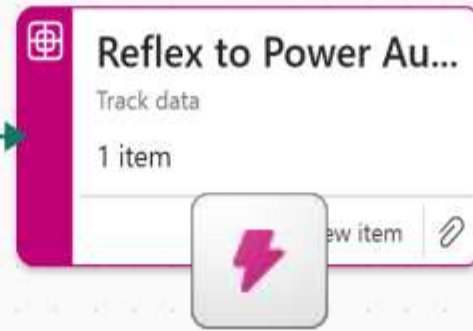 Reflex to Power Au...
Track data
1 item
ew item